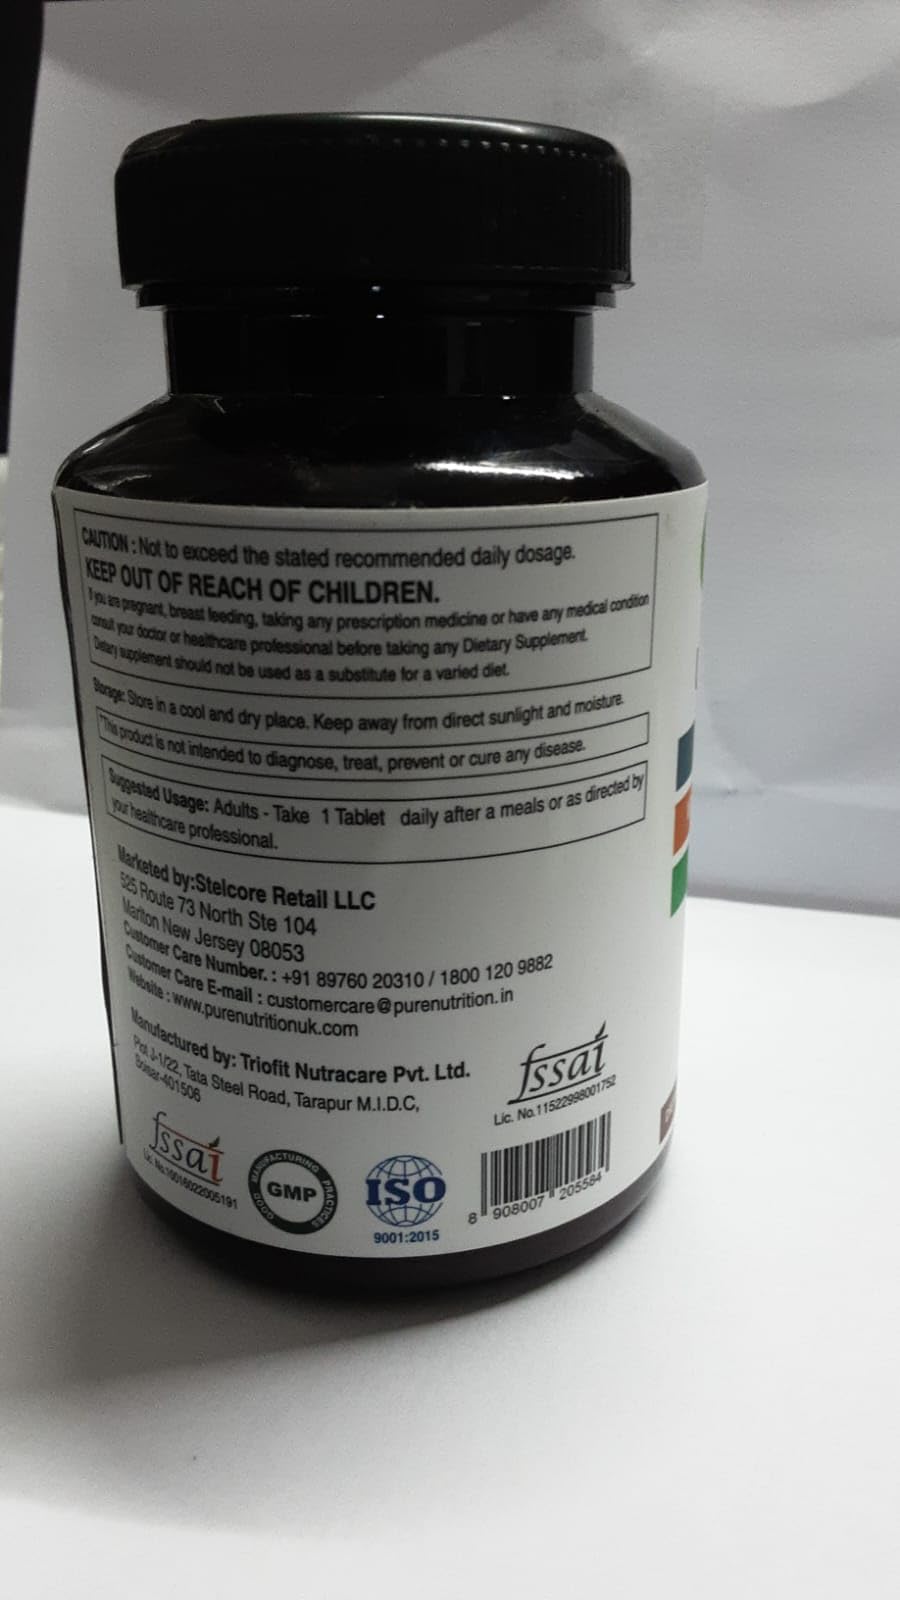 CAUTION : Not to exceed the stated recommended daily dosage.
KEEP OUT OF REACH OF CHILDREN.
If you are pregnant, breast feeding, taking any prescription medicine or have any medical condition
consult your doctor or healthcare professional before taking any Dietary Supplement.
Dietary supplement should not be used as a substitute for a varied diet.
Storage: Store in a cool and dry place. Keep away from direct sunlight and moisture.
*This product is not intended to diagnose, treat, prevent or cure any disease.
Suggested Usage: Adults - Take 1 Tablet daily after a meals or as directed by
your healthcare professional.
Marketed by:Stelcore Retail LLC
525 Route 73 North Ste 104
Marlton New Jersey 08053
Customer Care Number. : +91 89760 20310 / 1800 120 9882
Customer Care E-mail : customercare@purenutrition.in
Website : www.purenutritionuk.com
Manufactured by: Triofit Nutracare Pvt. Ltd.
Plot J-1/22, Tata Steel Road, Tarapur M.I.D.C,
Boisar-401506
fssai
Lic. No.11522998001752
fssai
Lic. No.10016022005191
GOOD MANUFACTURING PRACTICES
GMP
ISO
9001:2015
8 908007 205584